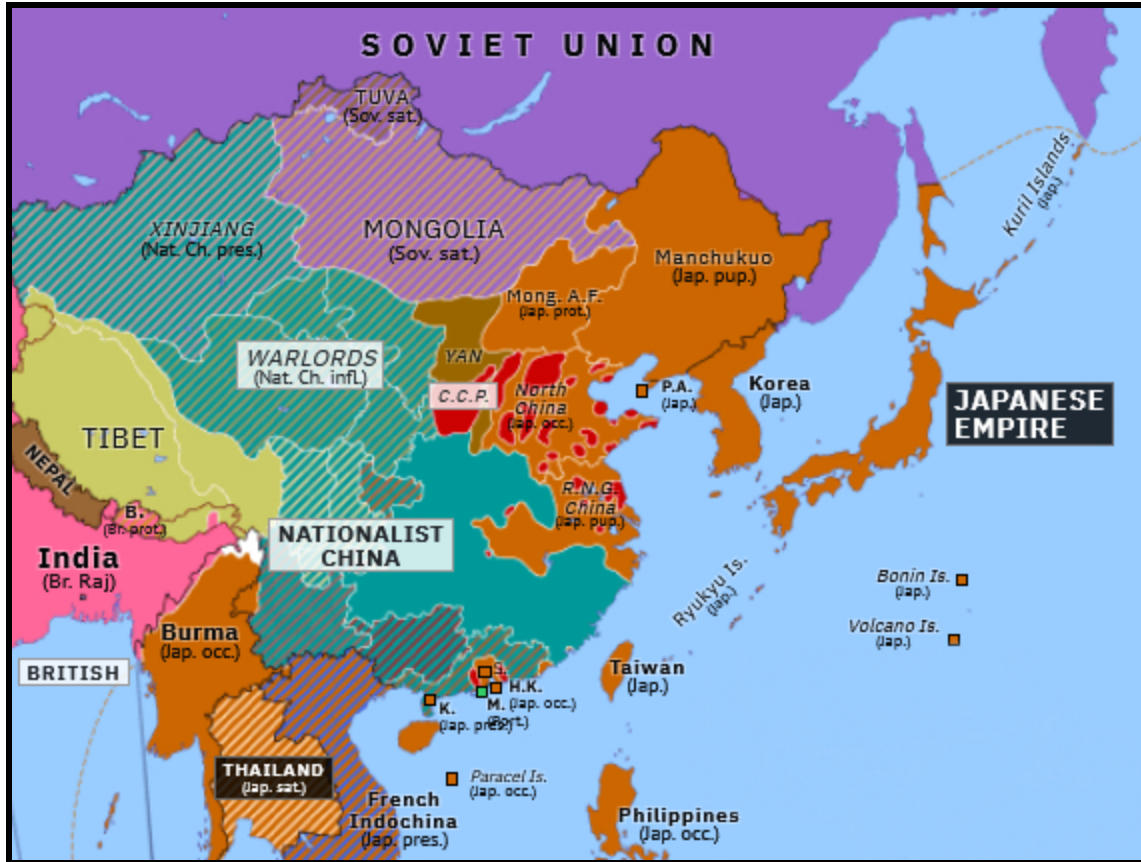 SOVIET UNION
TUVA
(Sov. sat.)
XINJIANG
(Nat. Ch. pres.)
MONGOLIA
(Sov. sat.)
Manchukuo
(Jap. pup.)
Kuril Islands
(Jap.)
Mong. A.F.
(Jap. prot.)
WARLORDS
(Nat. Ch. infl.)
YAN
C.C.P.
North
China
(Jap. occ.)
P.A.
(Jap.)
Korea
(Jap.)
JAPANESE
EMPIRE
TIBET
NEPAL
B.
(Br. prot.)
R.N.G.
China
(Jap. pup.)
NATIONALIST
CHINA
India
(Br. Raj)
Ryukyu Is.
(Jap.)
Bonin Is.
(Jap.)
Volcano Is.
(Jap.)
Burma
(Jap. occ.)
BRITISH
Taiwan
(Jap.)
S.
H.K.
(Jap. occ.)
M.
(Port.)
K.
(Jap. pres.)
THAILAND
(Jap. sat.)
Paracel Is.
(Jap. occ.)
French
Indochina
(Jap. pres.)
Philippines
(Jap. occ.)